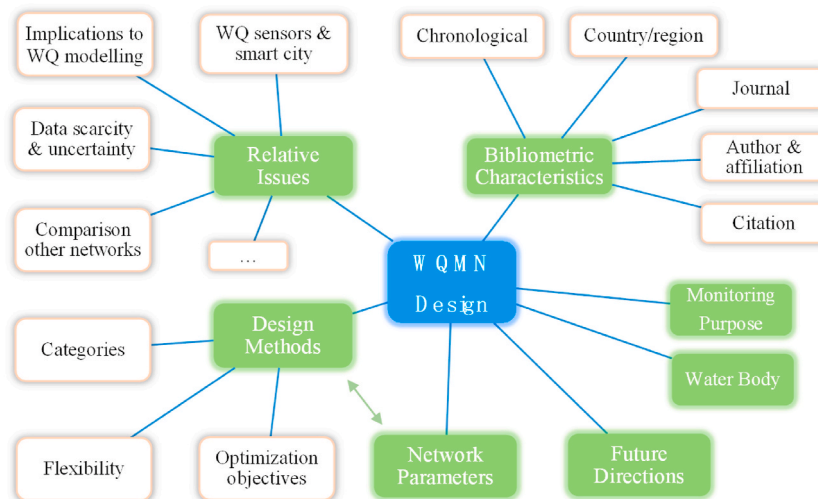 Implications to
WQ modelling
WQ sensors &
smart city
Chronological
Country/region
Journal
Data scarcity
& uncertainty
Relative
Issues
Bibliometric
Characteristics
Author &
affiliation
Comparison
other networks
...
Citation
WQMN
Design
Monitoring
Purpose
Design
Methods
Categories
Water Body
Flexibility
Optimization
objectives
Network
Parameters
Future
Directions